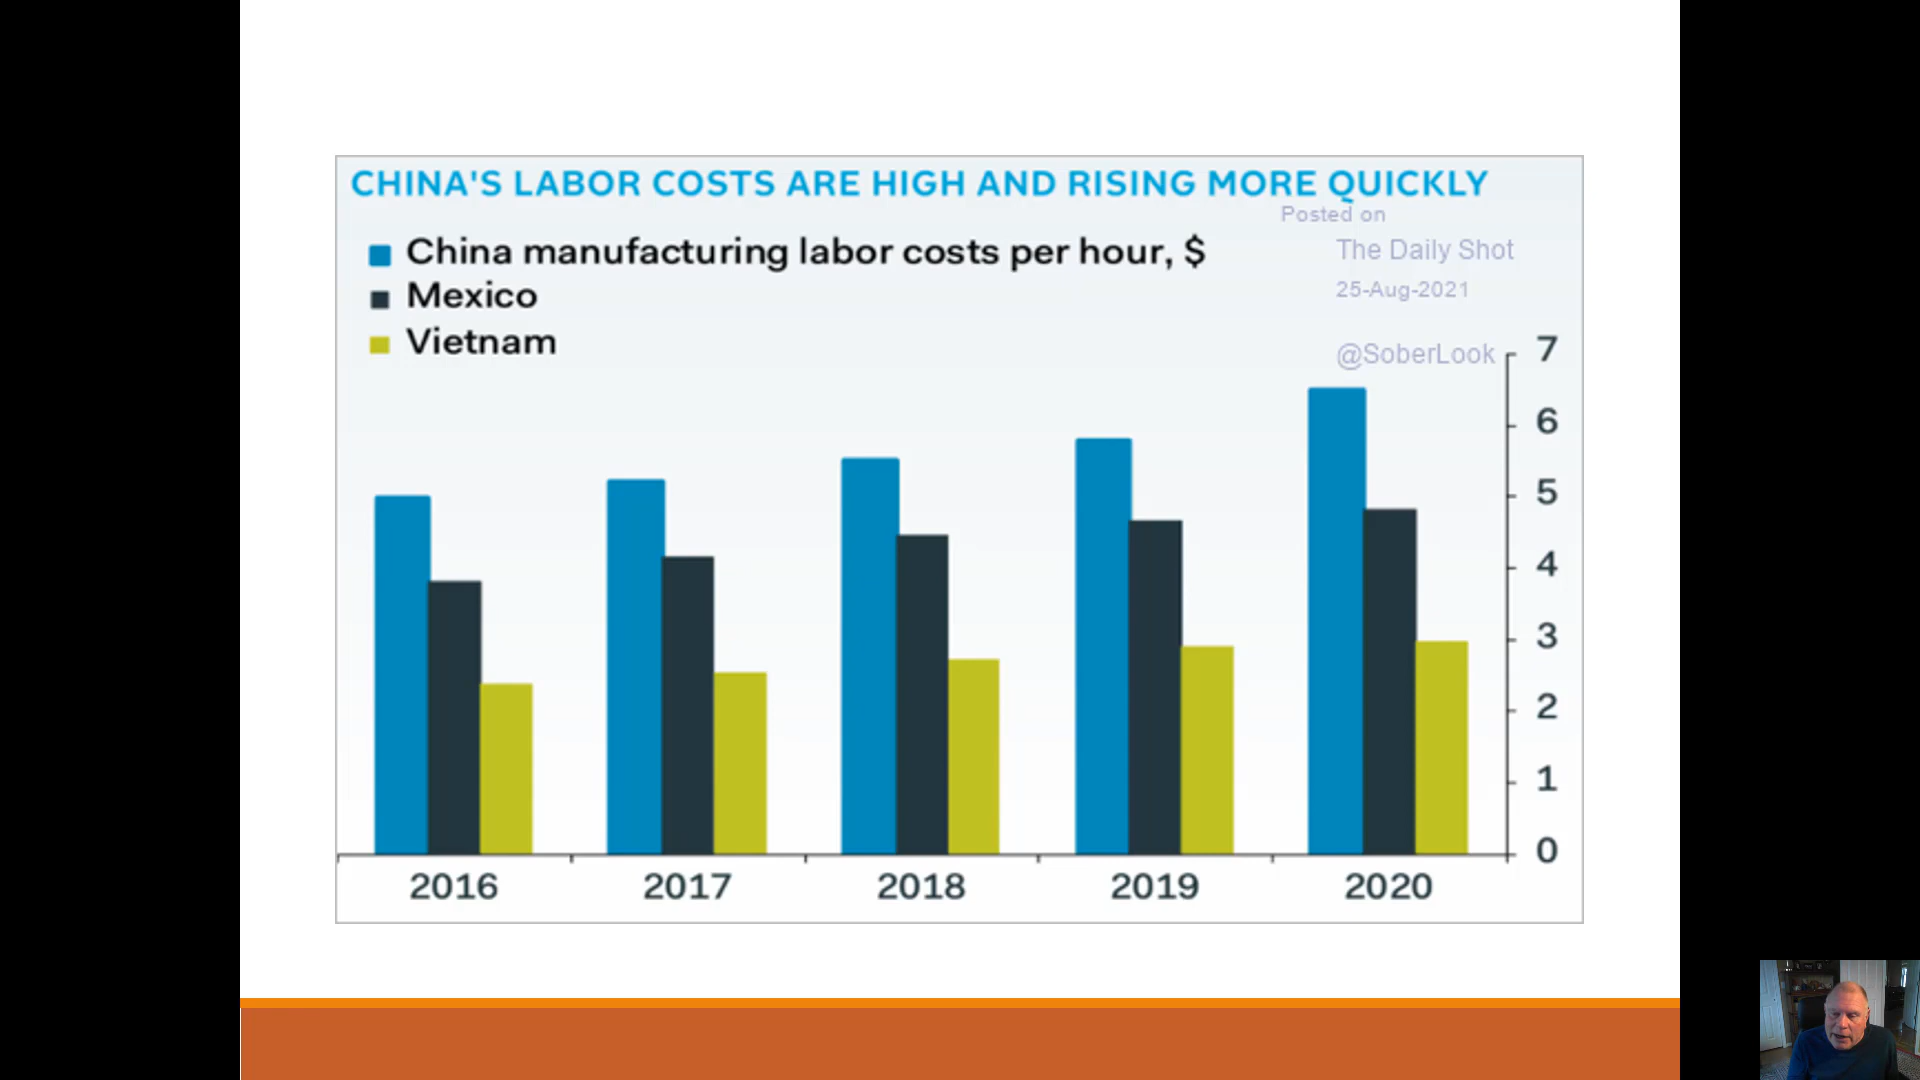 CHINA'S LABOR COSTS ARE HIGH AND RISING MORE QUICKLY
Posted on
China manufacturing labor costs per hour, $
The Daily Shot
Mexico
25-Aug-2021
Vietnam
@SoberLook
7
6
5
4
3
2
1
0
2016 2017 2018 2019 2020